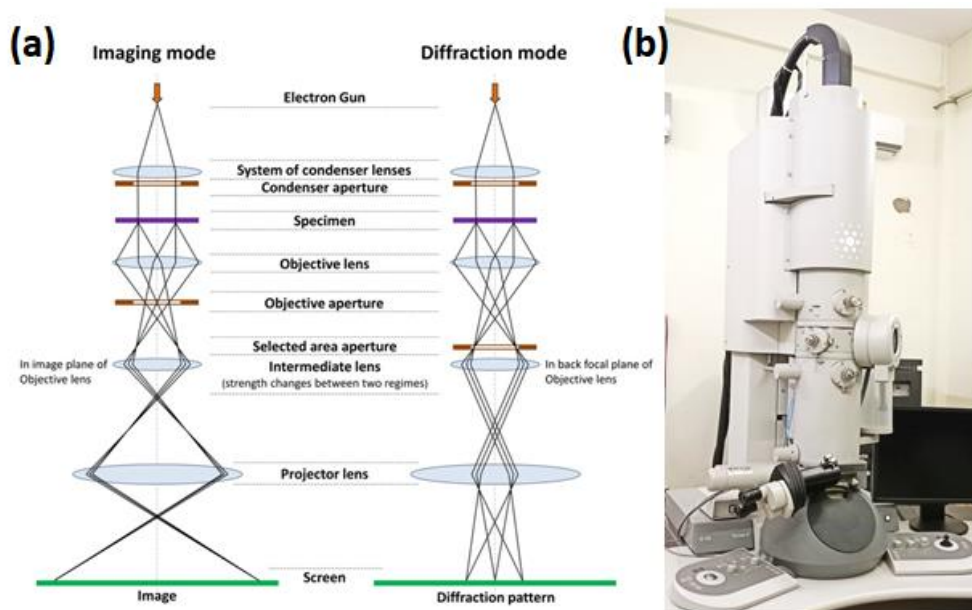 (a)
Imaging mode
Diffraction mode
(b)
Electron Gun
System of condenser lenses
Condenser aperture
Specimen
Objective lens
Objective aperture
Selected area aperture
In image plane of
Objective lens
Intermediate lens
(strength changes between two regimes)
In back focal plane of
Objective lens
Projector lens
Screen
Image
Diffraction pattern